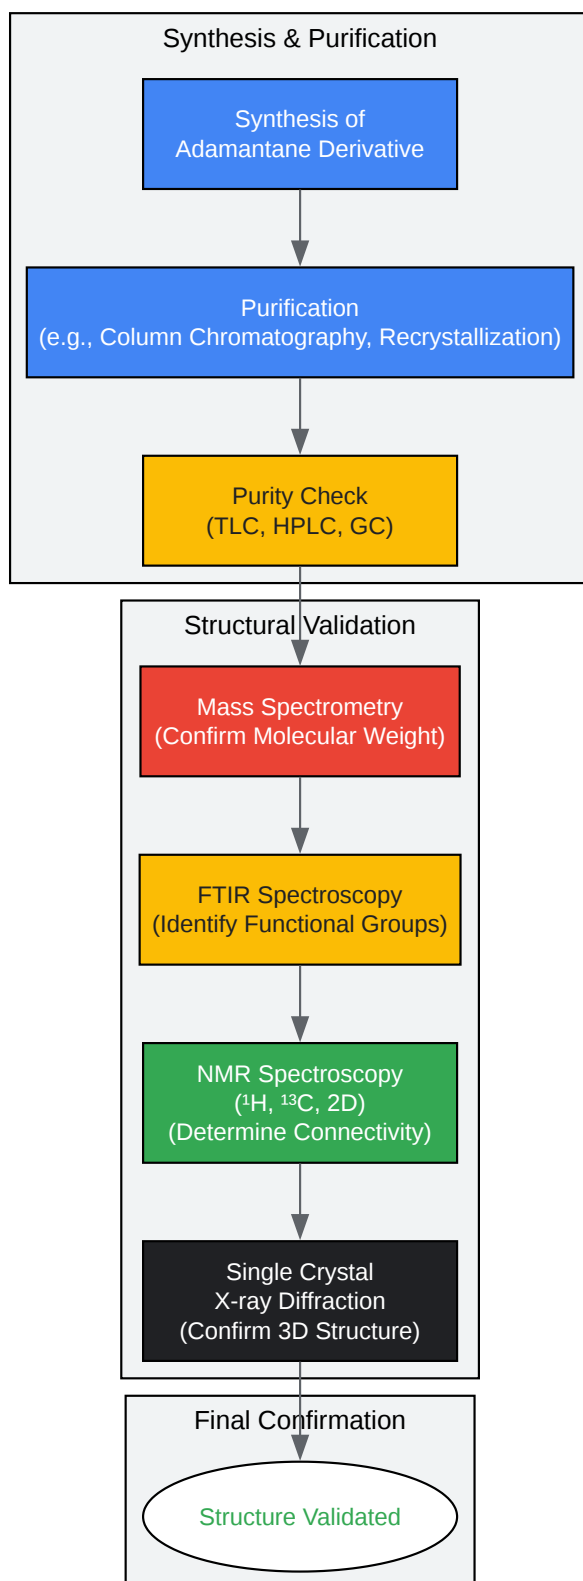 Synthesis & Purification
Synthesis of
Adamantane Derivative
Purification
(e.g., Column Chromatography, Recrystallization)
Purity Check
(TLC, HPLC, GC)
Structural Validation
Mass Spectrometry
(Confirm Molecular Weight)
FTIR Spectroscopy
(Identify Functional Groups)
NMR Spectroscopy
(¹H, ¹³C, 2D)
(Determine Connectivity)
Single Crystal
X-ray Diffraction
(Confirm 3D Structure)
Final Confirmation
Structure Validated